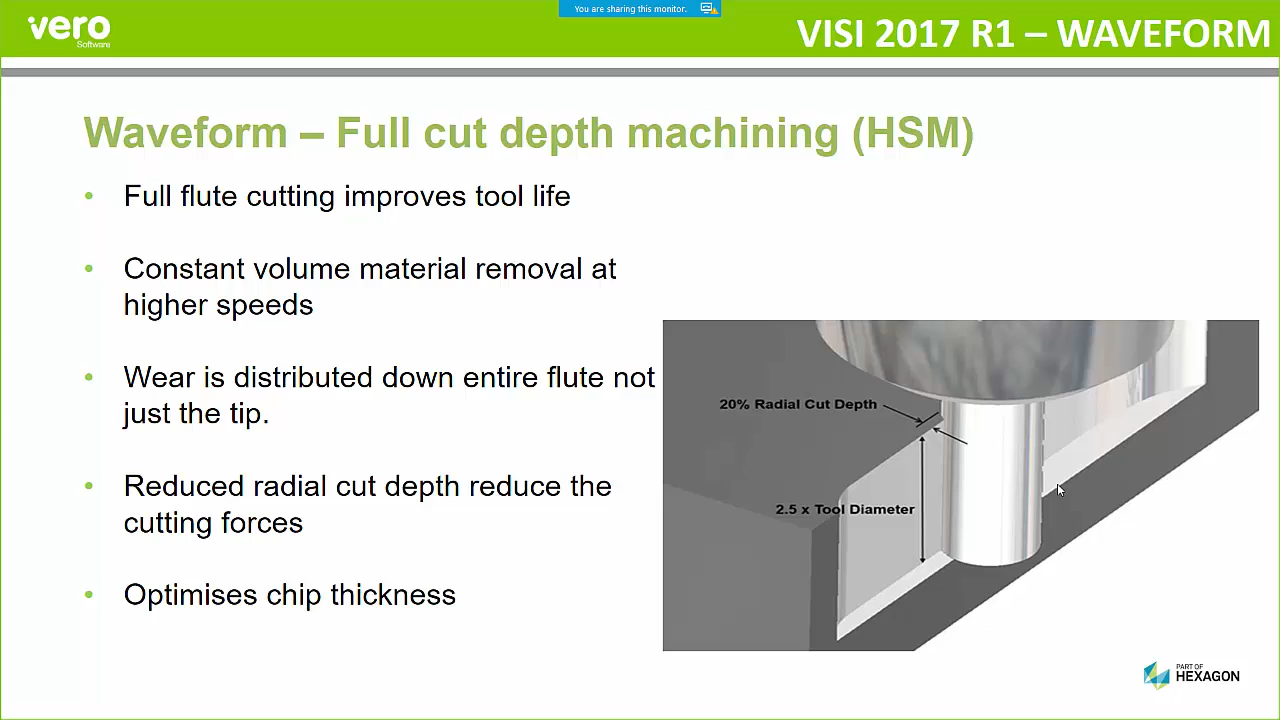 You are sharing this monitor.
vero
Software
VISI 2017 R1 – WAVEFORM
Waveform – Full cut depth machining (HSM)
• Full flute cutting improves tool life
• Constant volume material removal at
higher speeds
• Wear is distributed down entire flute not
just the tip.
• Reduced radial cut depth reduce the
cutting forces
• Optimises chip thickness
20% Radial Cut Depth
2.5 x Tool Diameter
PART OF
HEXAGON